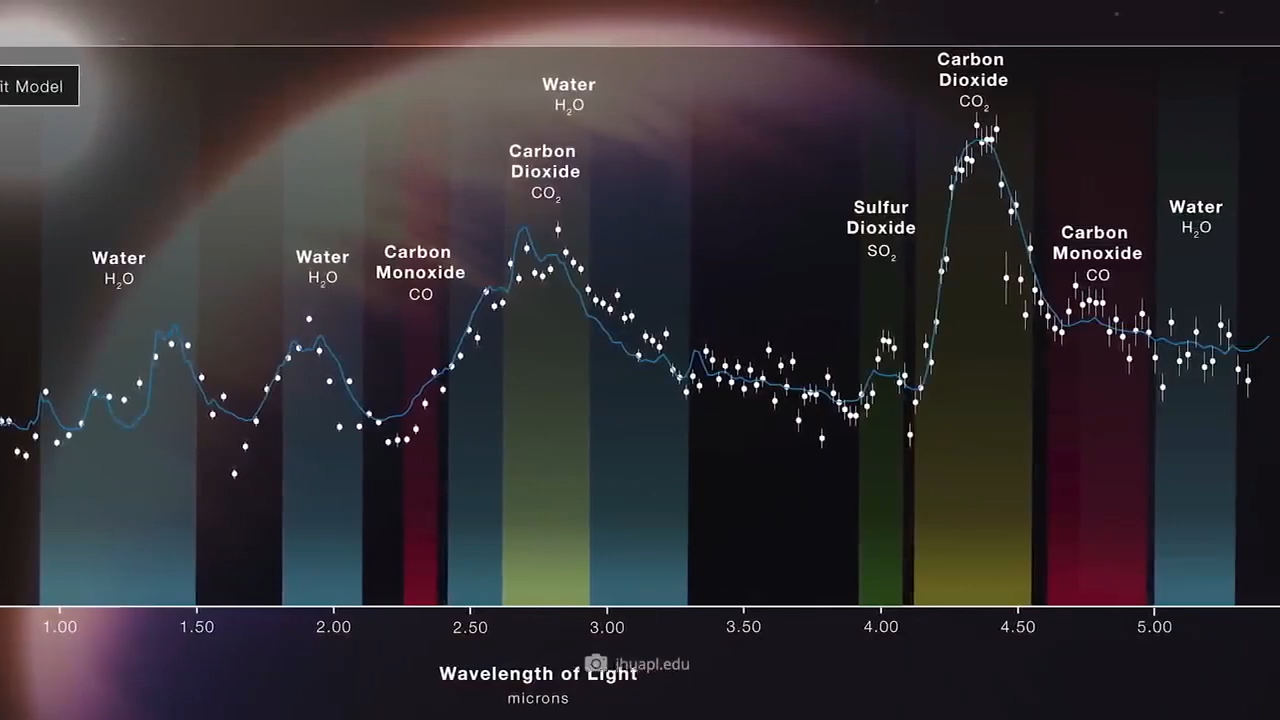 it Model
Water
H₂O
Water
H₂O
Carbon
Monoxide
CO
Carbon
Dioxide
CO₂
Water
H₂O
Sulfur
Dioxide
SO₂
Carbon
Dioxide
CO₂
Carbon
Monoxide
CO
Water
H₂O
1.00 1.50 2.00 2.50 3.00 3.50 4.00 4.50 5.00
Wavelength of Light
microns
jhuapl.edu